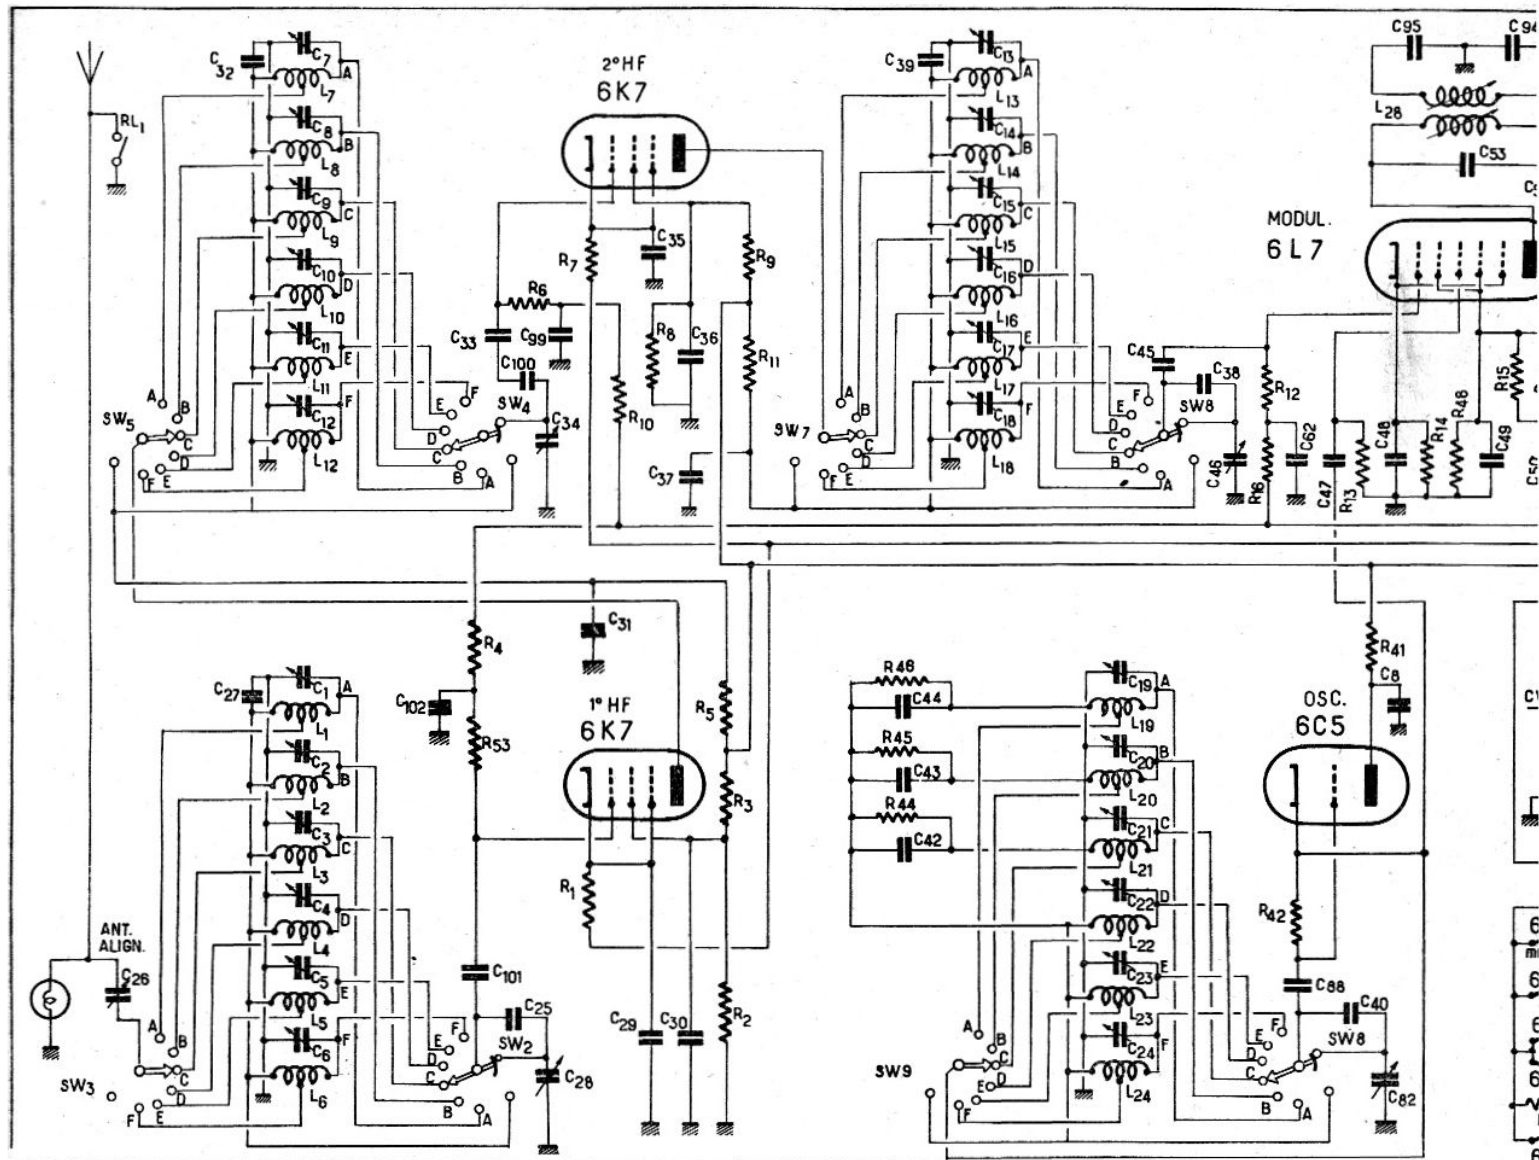 C32
C7
A
L7
C8
B
L8
C9
C
L9
C10
D
L10
C11
E
L11
C12
F
L12
RL1
2° HF
6K7
C35
R7
R6
C33
C99
C100
R8
C36
R9
R11
R10
C37
C34
SW4
F
E
D
C
B
A
SW5
A
B
C
D
E
F
C39
C13
A
L13
C14
B
L14
C15
C
L15
C16
D
L16
C17
E
L17
C18
F
L18
SW7
A
B
C
D
E
F
F
E
D
C
B
A
SW8
C45
C38
C46
R12
R16
C62
C95
C94
L28
C53
MODUL.
6L7
C47
R13
C48
R14
R48
C49
R15
C50
R4
C102
R53
C31
R5
R3
R2
1° HF
6K7
R1
C29
C30
C101
C25
SW2
C28
F
E
D
C
B
A
C27
C1
A
L1
C2
B
L2
C3
C
L3
C4
D
L4
C5
E
L5
C6
F
L6
ANT.
ALIGN.
C26
SW3
A
B
C
D
E
F
R46
C44
R45
C43
R44
C42
C19
A
L19
C20
B
L20
C21
C
L21
C22
D
L22
C23
E
L23
C24
F
L24
SW9
A
B
C
D
E
F
F
E
D
C
B
A
SW8
C88
C40
C82
R42
OSC.
6C5
R41
C8